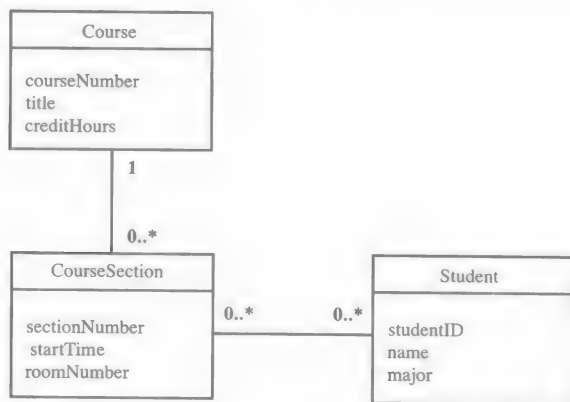 Course
courseNumber
title
creditHours
1
0..*
CourseSection
sectionNumber
startTime
roomNumber
0..*
0..*
Student
studentID
name
major